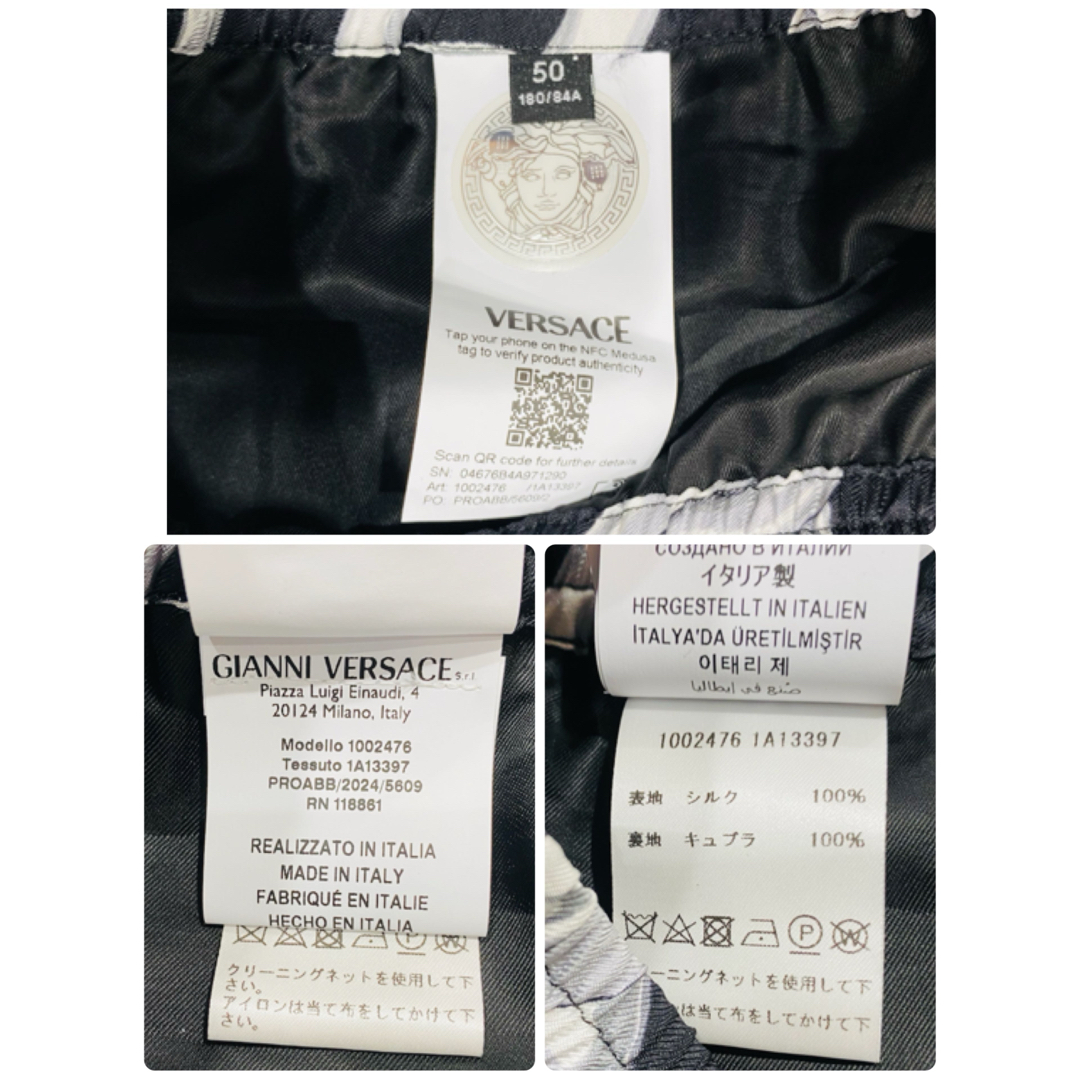 50
180/84A
VERSACE
Tap your phone on the NFC Medusa
tag to verify product authenticity
Scan QR code for further details
SN: 0467684A971290
Art: 1002476 /1A13397
PO: PROABB/5609/2
GIANNI VERSACE S.r.l.
Piazza Luigi Einaudi, 4
20124 Milano, Italy
Modello 1002476
Tessuto 1A13397
PROABB/2024/5609
RN 118861
REALIZZATO IN ITALIA
MADE IN ITALY
FABRIQUÉ EN ITALIE
HECHO EN ITALIA
クリーニングネットを使用して下
さい。
アイロンは当て布をしてかけて下
さい。
СОЗДАНО В ИТАЛИИ
イタリア製
HERGESTELLT IN ITALIEN
İTALYA'DA ÜRETİLMİŞTİR
이태리 제
صُنع في ايطاليا
1002476 1A13397
表地 シルク 100%
裏地 キュプラ 100%
P W
ーニングネットを使用して下
は当て布をしてかけて下